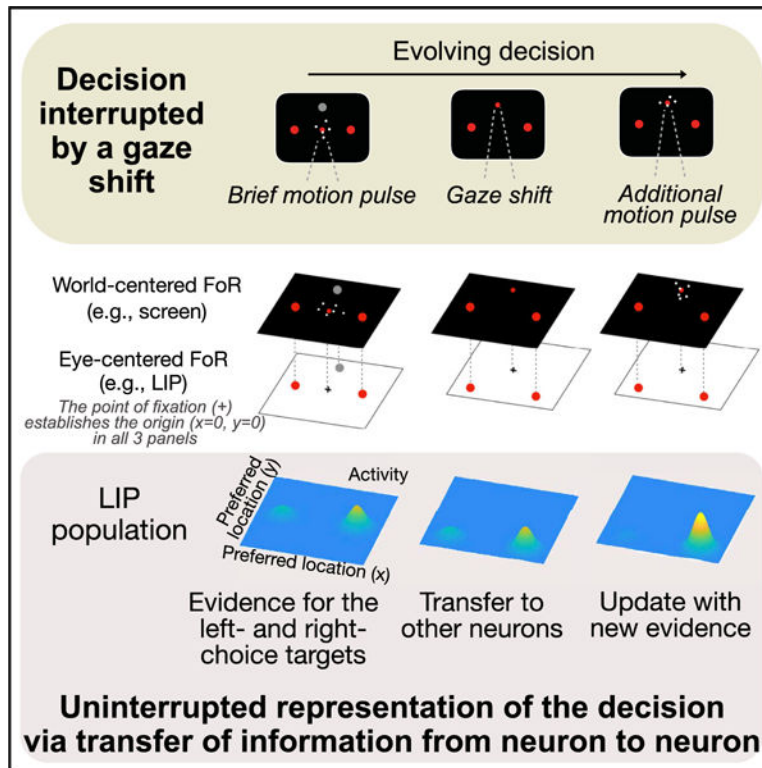 Decision
interrupted
by a gaze
shift
Evolving decision
Brief motion pulse
Gaze shift
Additional
motion pulse
World-centered FoR
(e.g., screen)
Eye-centered FoR
(e.g., LIP)
The point of fixation (+)
establishes the origin (x=0, y=0)
in all 3 panels
LIP
population
Preferred
location (y)
Activity
Preferred location (x)
Evidence for the
left- and right-
choice targets
Transfer to
other neurons
Update with
new evidence
Uninterrupted representation of the decision
via transfer of information from neuron to neuron